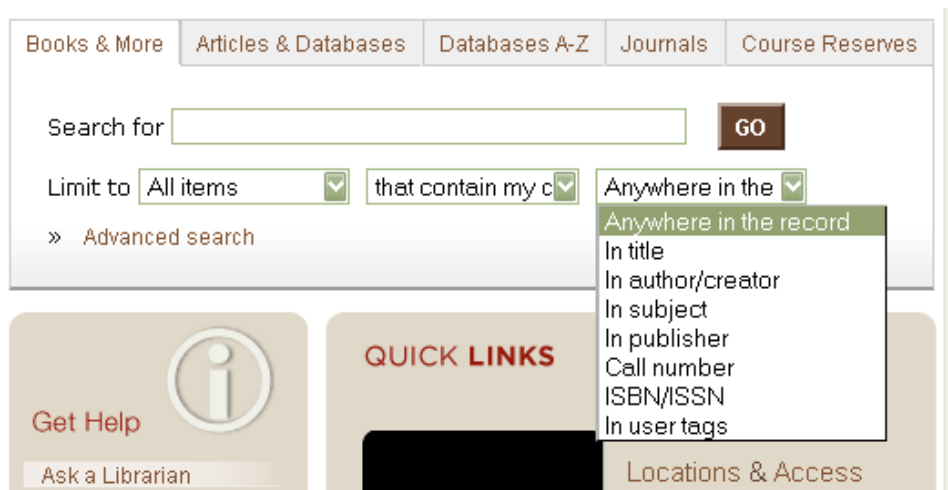 Books & More Articles & Databases Databases A-Z Journals Course Reserves
Search for GO
Limit to All items that contain my c Anywhere in the
» Advanced search
Anywhere in the record
In title
In author/creator
In subject
In publisher
Call number
ISBN/ISSN
In user tags
QUICK LINKS
Get Help
Ask a Librarian
Locations & Access